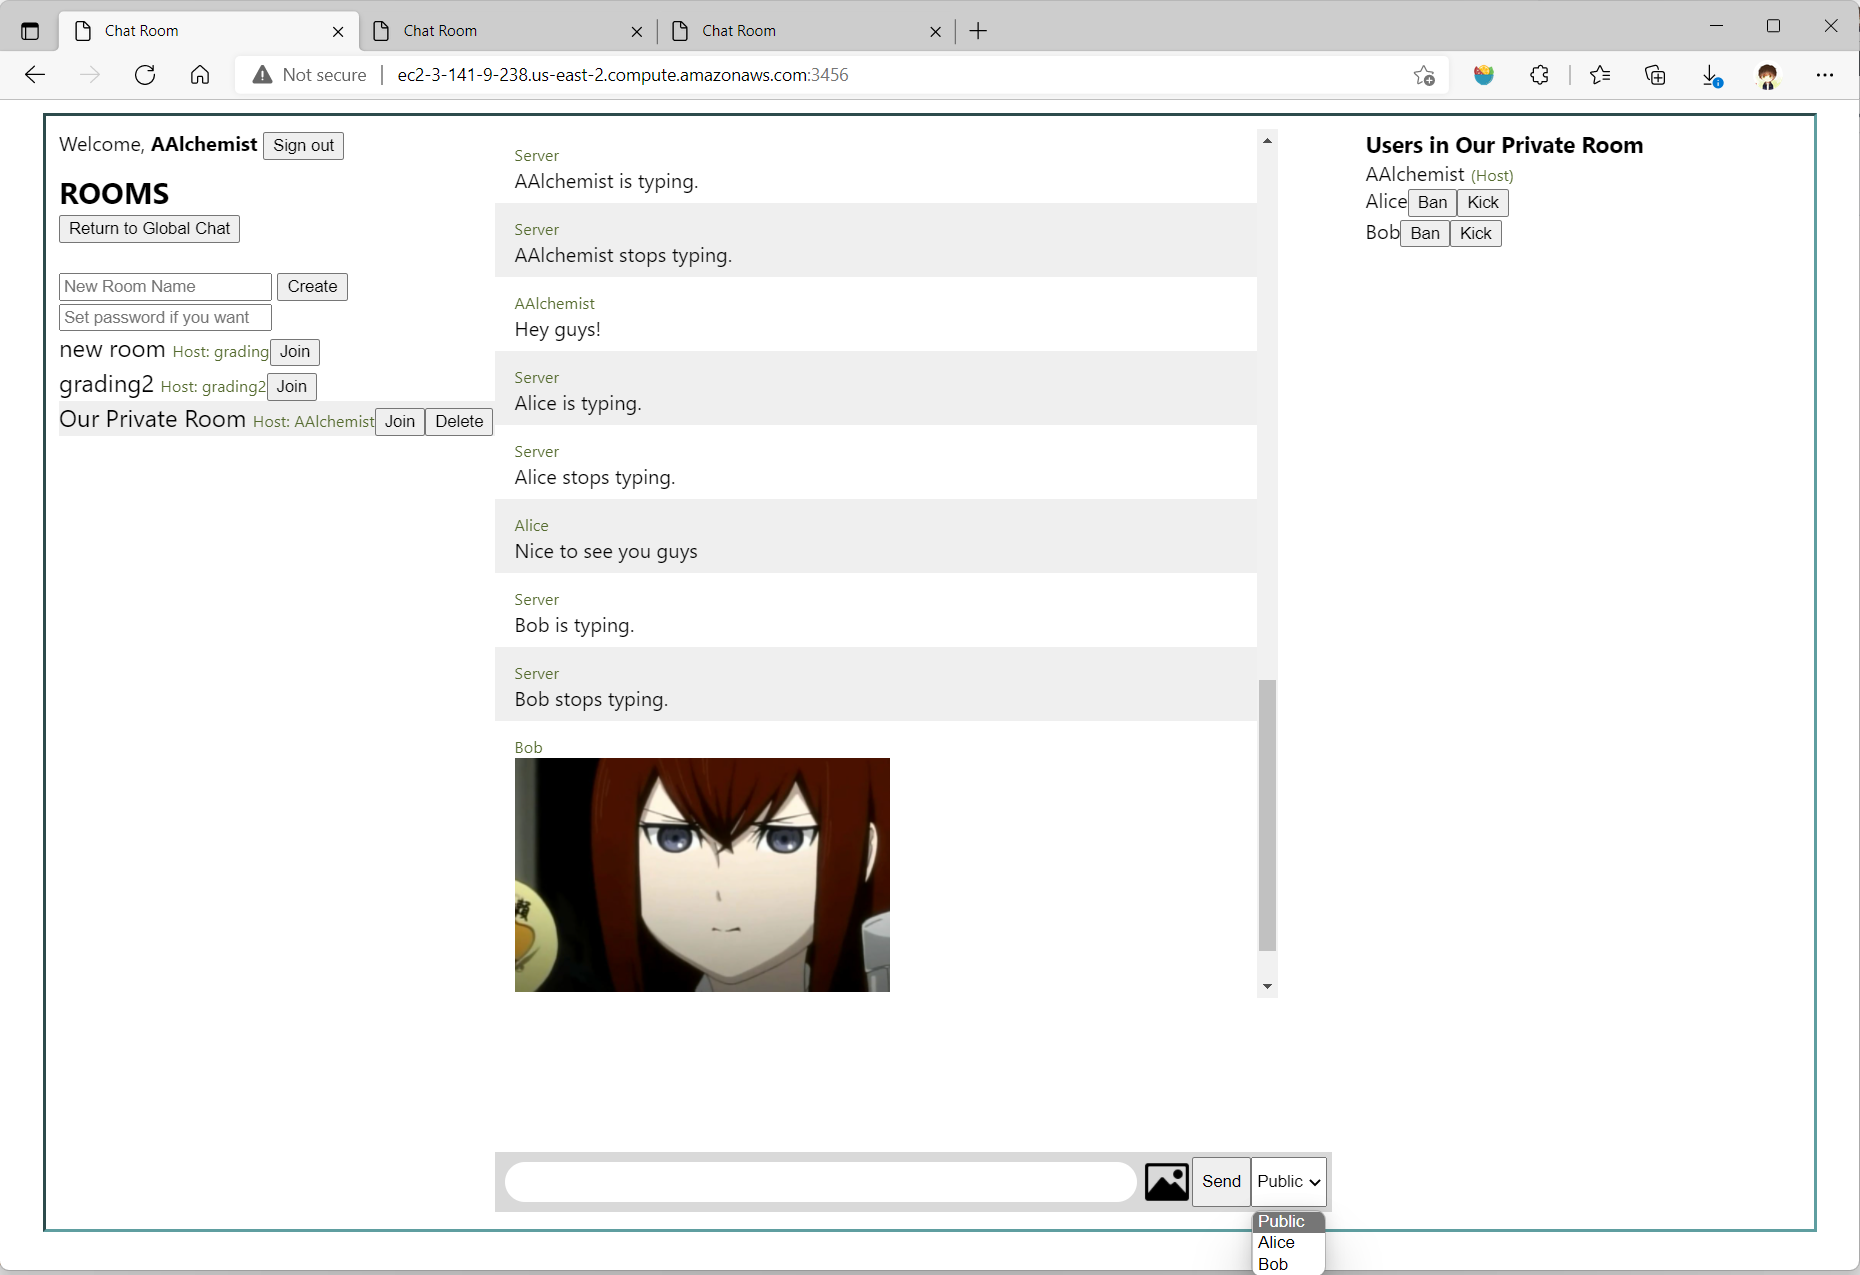 Chat Room
Chat Room
Chat Room
Not secure
ec2-3-141-9-238.us-east-2.compute.amazonaws.com:3456
Welcome, AAlchemist Sign out
ROOMS
Return to Global Chat
New Room Name Create
Set password if you want
new room Host: grading Join
grading2 Host: grading2 Join
Our Private Room Host: AAlchemist Join Delete
Server
AAlchemist is typing.
Server
AAlchemist stops typing.
AAlchemist
Hey guys!
Server
Alice is typing.
Server
Alice stops typing.
Alice
Nice to see you guys
Server
Bob is typing.
Server
Bob stops typing.
Bob
Send Public
Public
Alice
Bob
Users in Our Private Room
AAlchemist (Host)
Alice Ban Kick
Bob Ban Kick